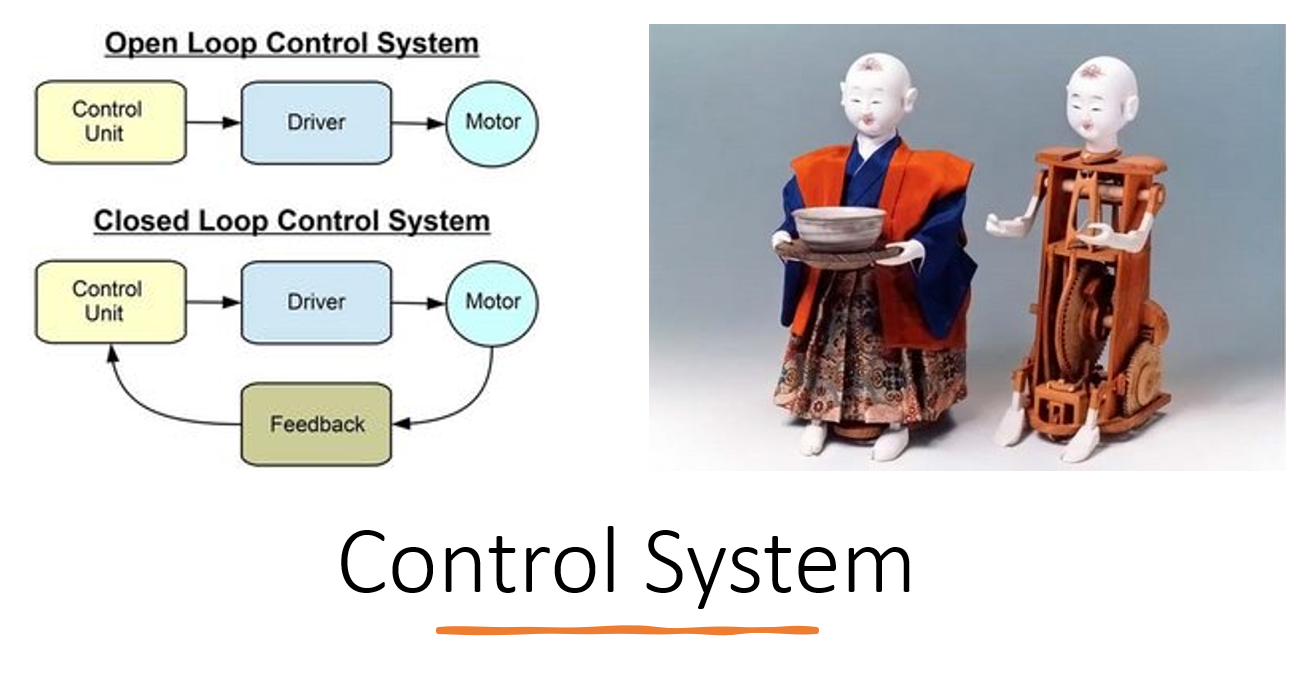 Open Loop Control System
Control
Unit
Driver
Motor
Closed Loop Control System
Control
Unit
Driver
Motor
Feedback
Control System